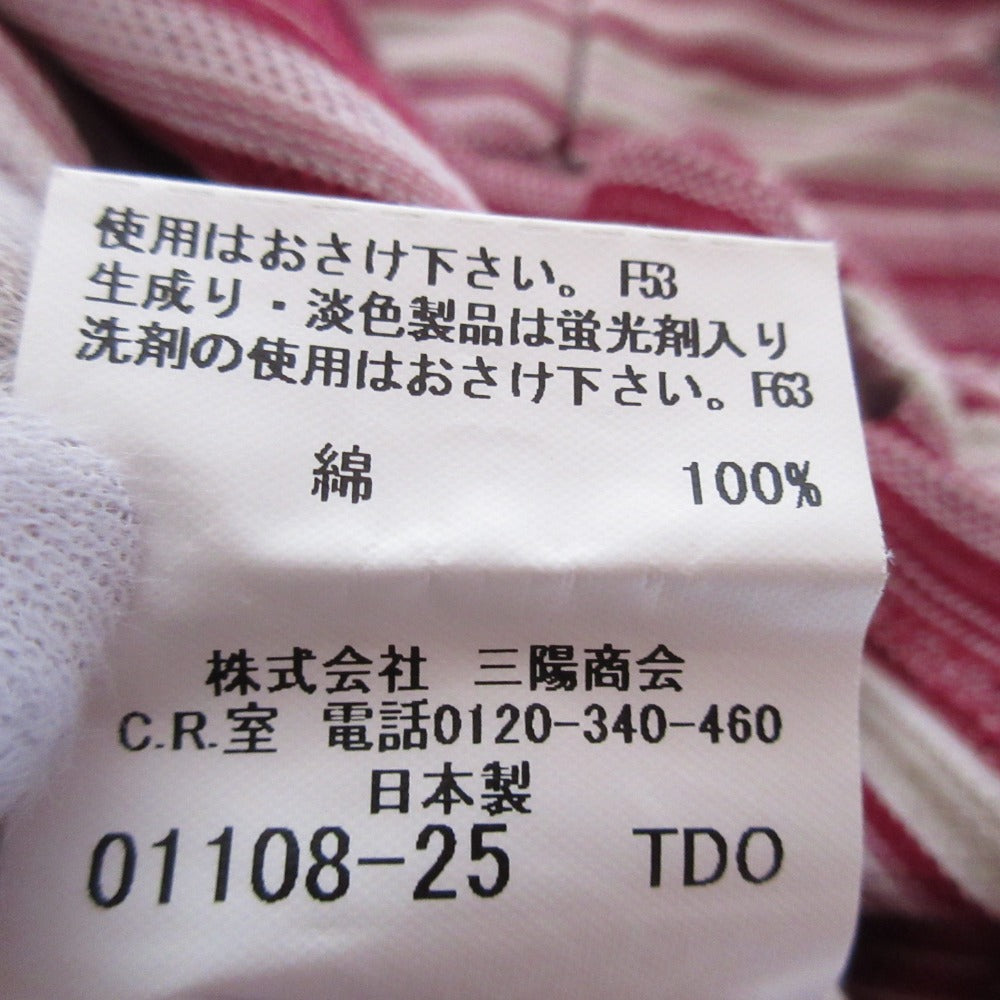 使用はおさけ下さい。 F53
生成り・淡色製品は蛍光剤入り
洗剤の使用はおさけ下さい。F63
綿 100%
株式会社 三陽商会
C.R.室 電話0120-340-460
日本製
01108-25 TDO